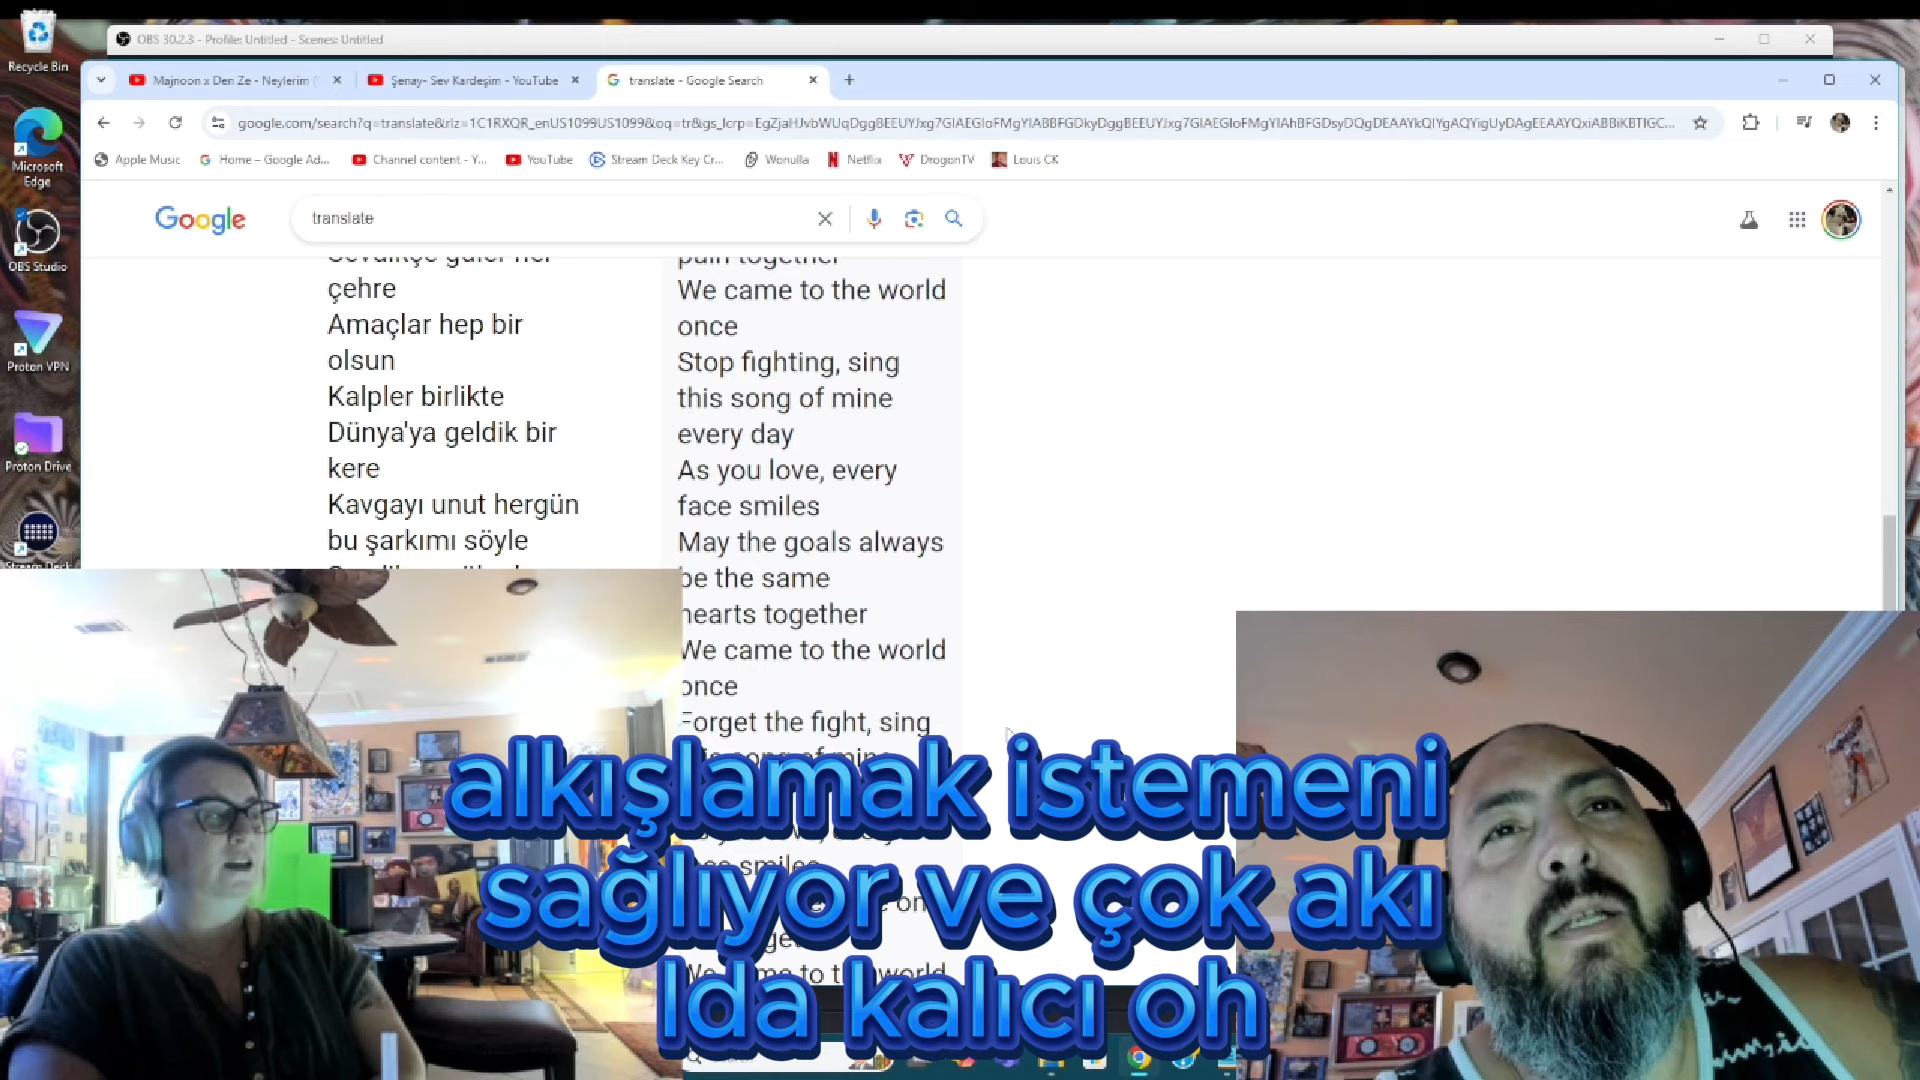 Recycle Bin
OBS 30.2.3 - Profile: Untitled - Scenes: Untitled
Majnoon x Den Ze - Neylerim (
Şenay- Sev Kardeşim - YouTube
translate - Google Search
Microsoft
Edge
Apple Music
Home – Google Ad...
Channel content - Y...
YouTube
Stream Deck Key Cr...
Wonulla
Netflix
DrogonTV
Louis CK
OBS Studio
Google
translate
Proton VPN
Proton Drive
çehre
Amaçlar hep bir
olsun
Kalpler birlikte
Dünya'ya geldik bir
kere
Kavgayı unut hergün
bu şarkımı söyle
We came to the world
once
Stop fighting, sing
this song of mine
every day
As you love, every
face smiles
May the goals always
be the same
hearts together
We came to the world
once
Forget the fight, sing
alkışlamak istemeni
sağlıyor ve çok akı
lda kalıcı oh